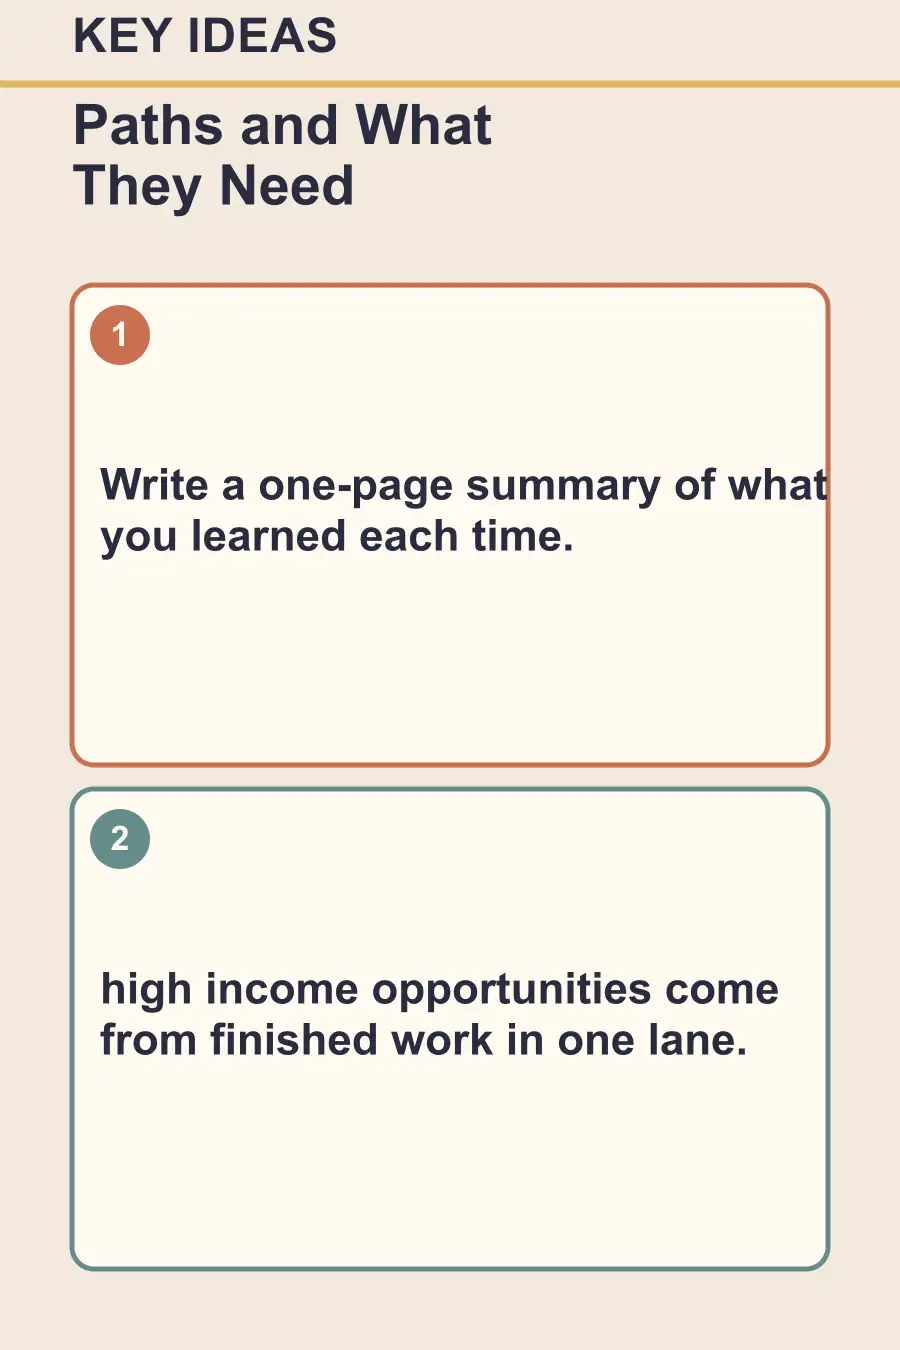 KEY IDEAS
Paths and What
They Need
1
Write a one-page summary of what
you learned each time.
2
high income opportunities come
from finished work in one lane.